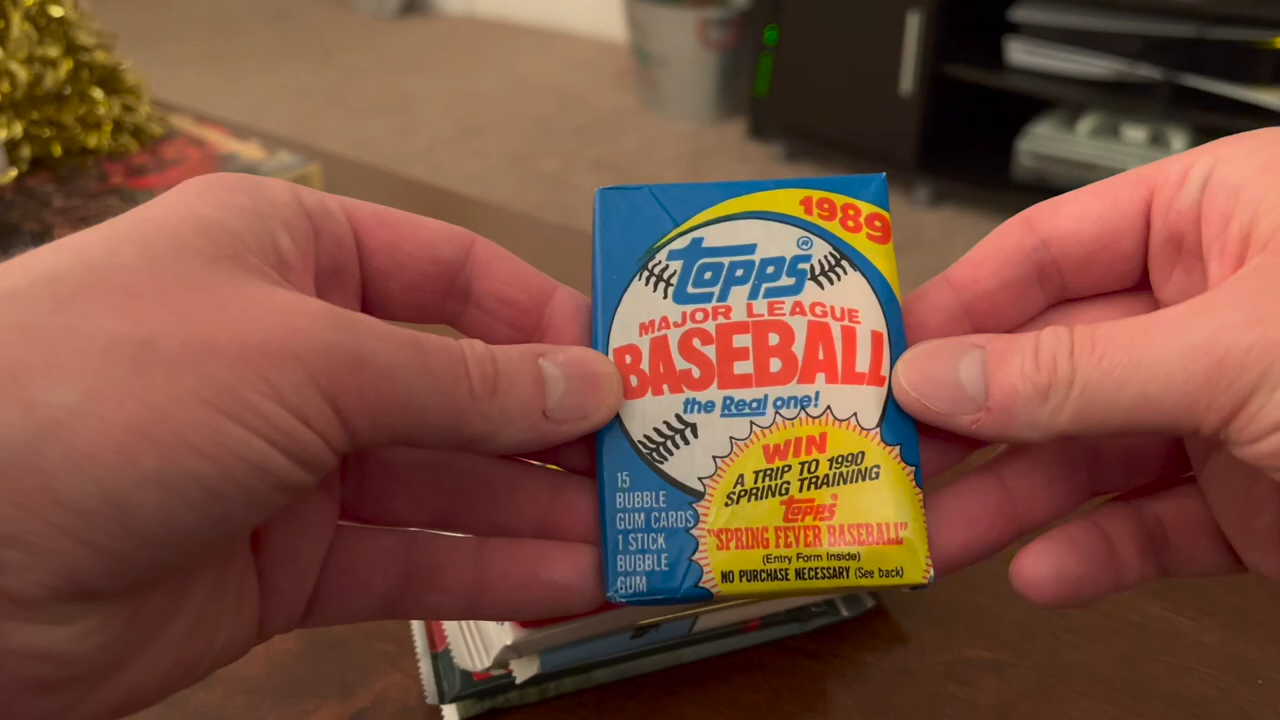 1989
Topps®
MAJOR LEAGUE
BASEBALL
the Real one!
WIN
A TRIP TO 1990
SPRING TRAINING
Topps®
"SPRING FEVER BASEBALL"
(Entry Form Inside)
NO PURCHASE NECESSARY (See back)
15
BUBBLE
GUM CARDS
1 STICK
BUBBLE
GUM